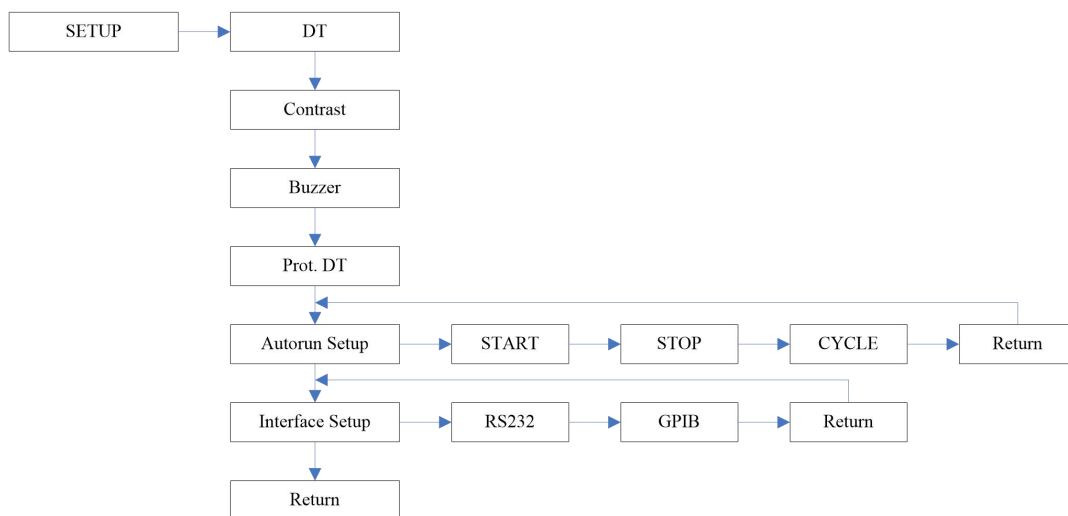 SETUP
DT
Contrast
Buzzer
Prot. DT
Autorun Setup
START
STOP
CYCLE
Return
Interface Setup
RS232
GPIB
Return
Return